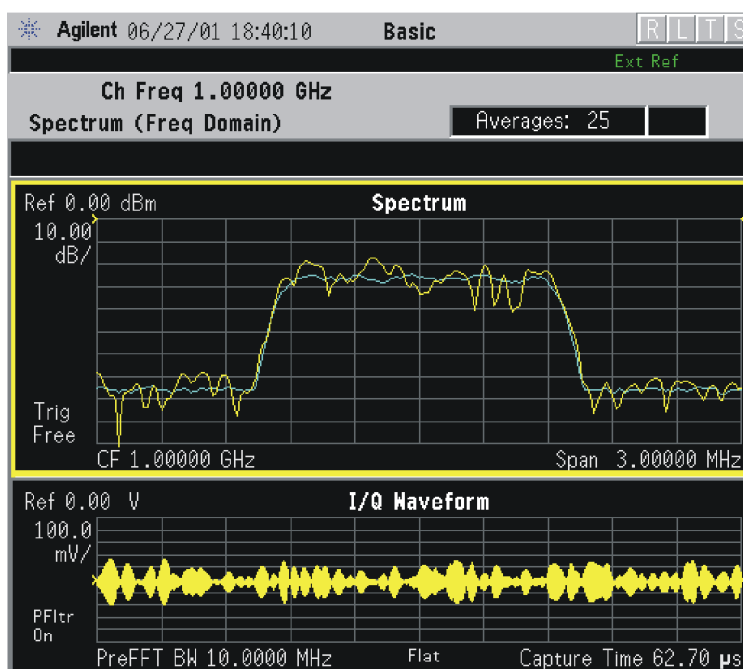 Agilent 06/27/01 18:40:10 Basic R L T S
Ext Ref
Ch Freq 1.00000 GHz
Spectrum (Freq Domain) Averages: 25
Ref 0.00 dBm Spectrum
10.00
dB/
Trig
Free
CF 1.00000 GHz Span 3.00000 MHz
Ref 0.00 V I/Q Waveform
100.0
mV/
PFltr
On
PreFFT BW 10.0000 MHz Flat Capture Time 62.70 µs